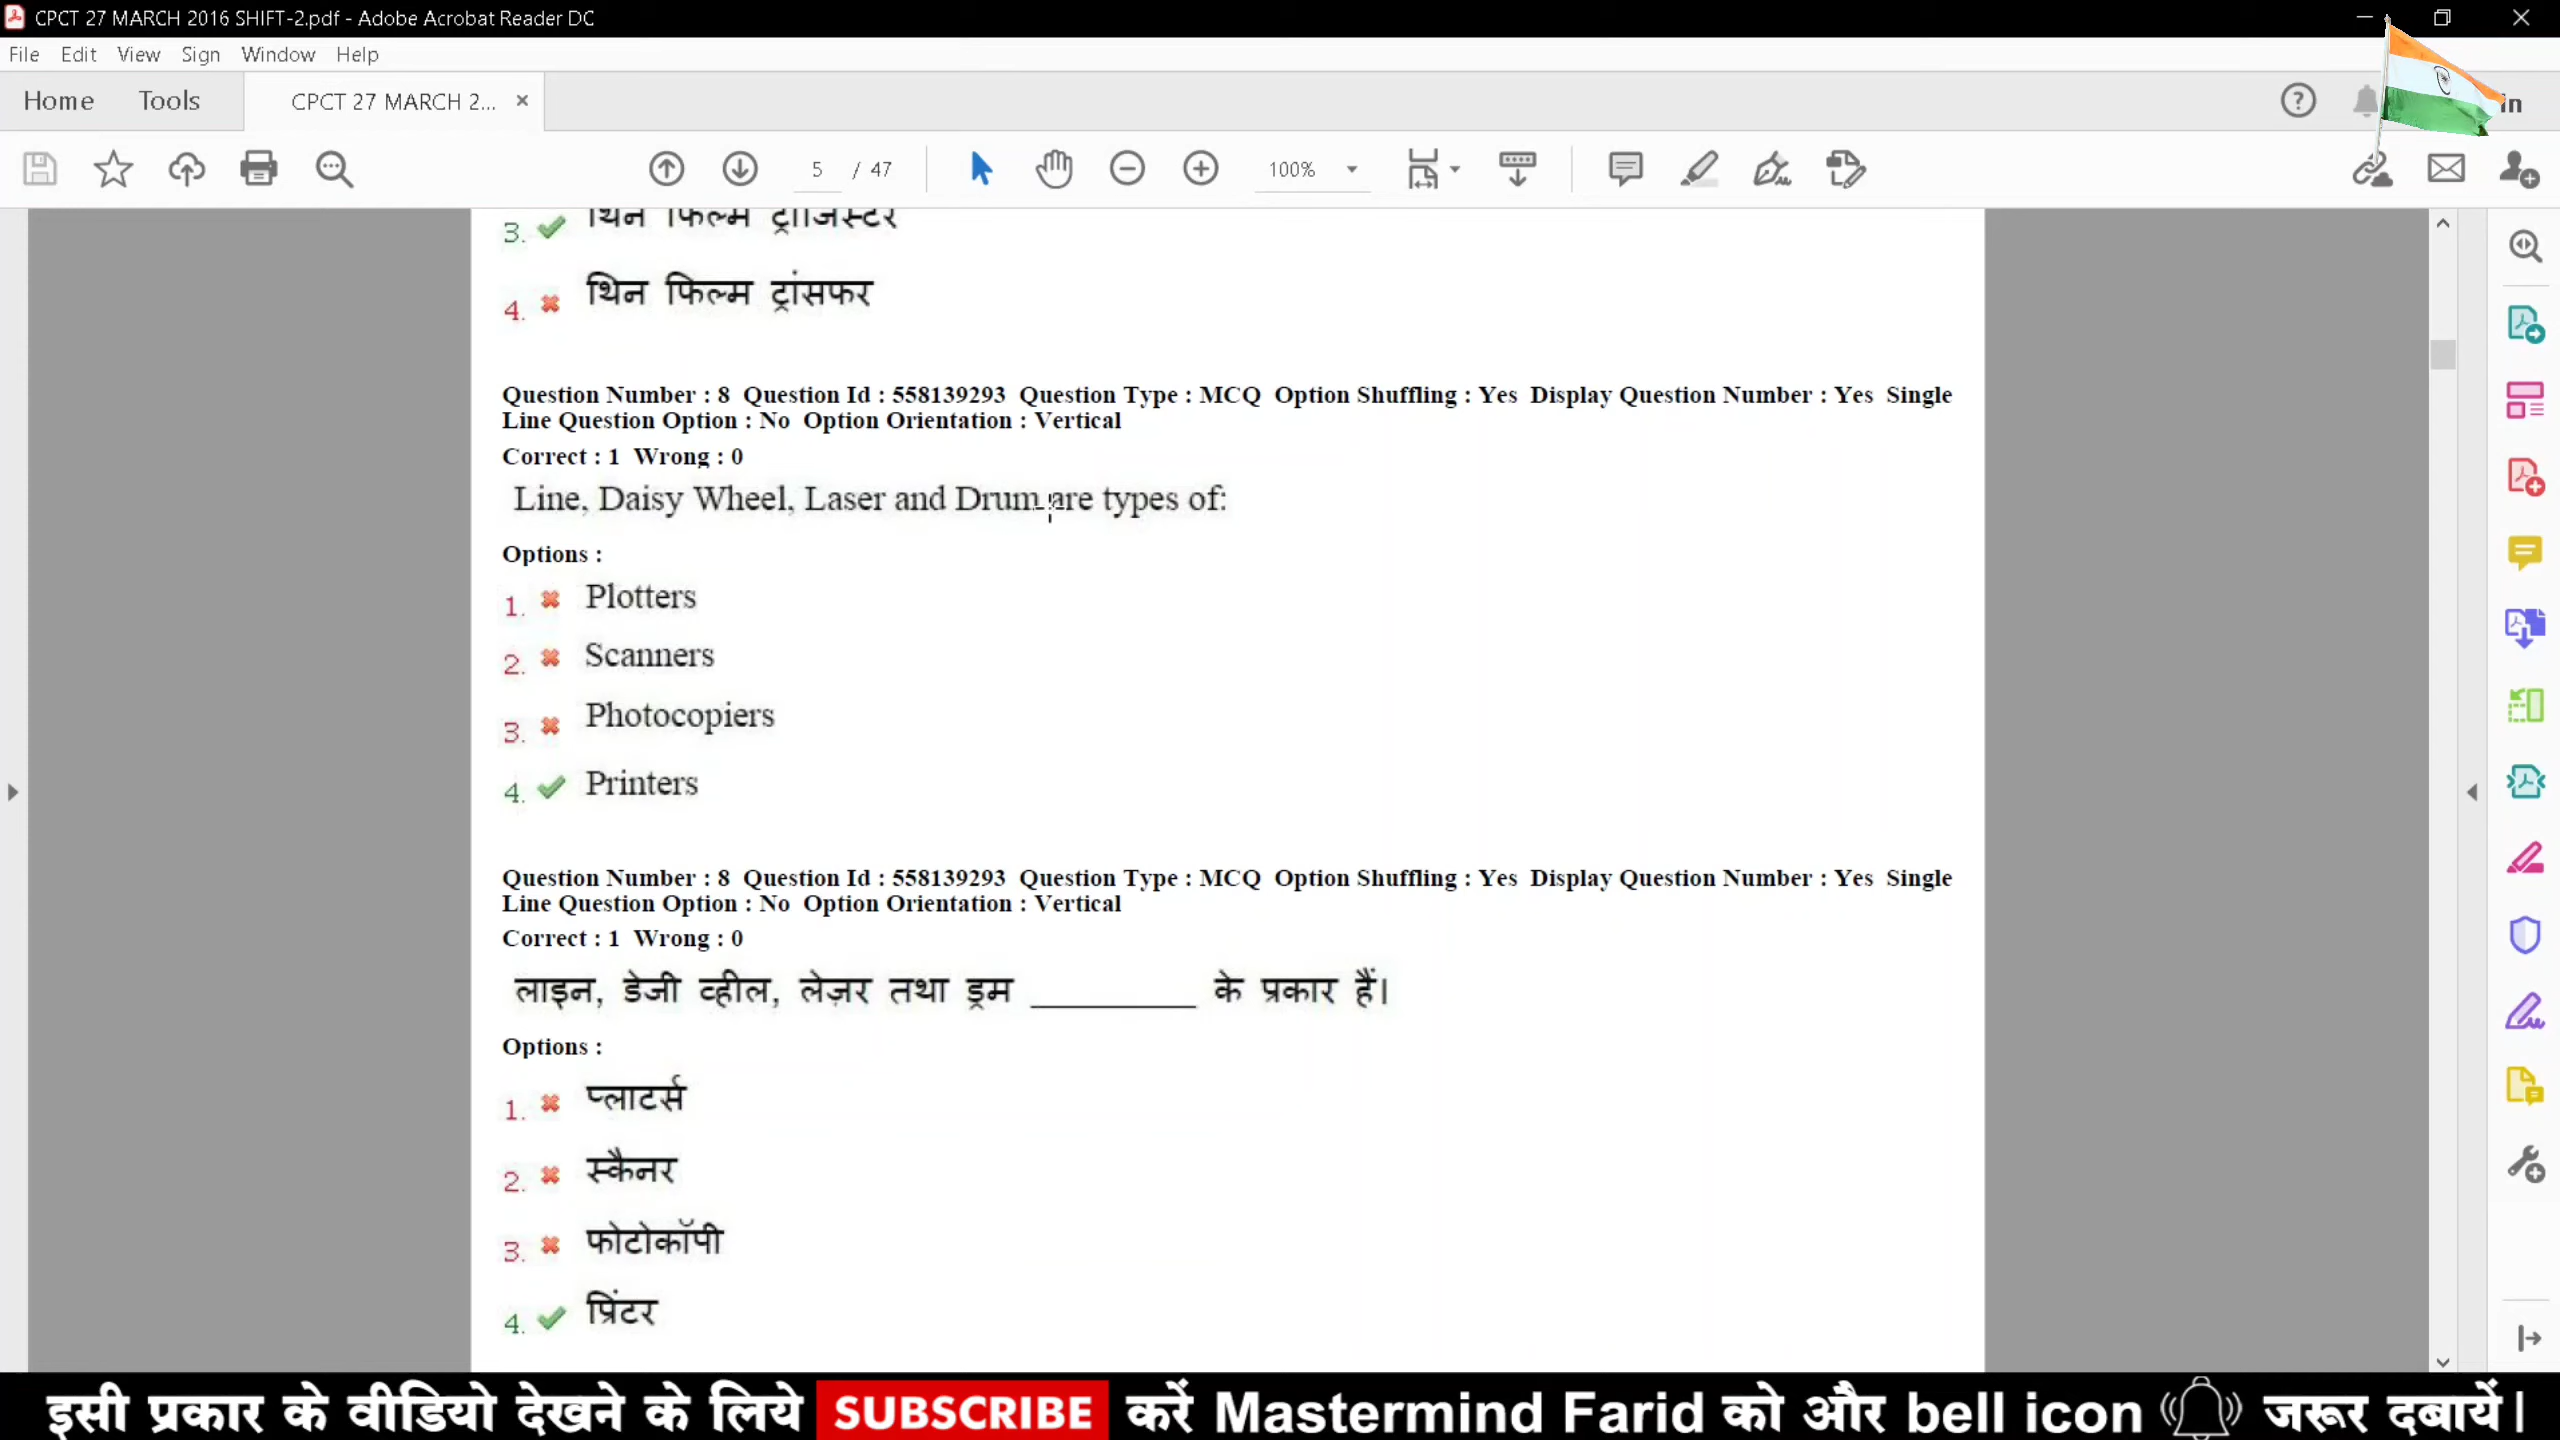 CPCT 27 MARCH 2016 SHIFT-2.pdf - Adobe Acrobat Reader DC
File Edit View Sign Window Help
Home Tools CPCT 27 MARCH 2... × in
5 / 47 100%
3. थिन फिल्म ट्रांजिस्टर
4. थिन फिल्म ट्रांसफर
Question Number : 8 Question Id : 558139293 Question Type : MCQ Option Shuffling : Yes Display Question Number : Yes Single
Line Question Option : No Option Orientation : Vertical
Correct : 1 Wrong : 0
Line, Daisy Wheel, Laser and Drum are types of:
Options :
1. Plotters
2. Scanners
3. Photocopiers
4. Printers
Question Number : 8 Question Id : 558139293 Question Type : MCQ Option Shuffling : Yes Display Question Number : Yes Single
Line Question Option : No Option Orientation : Vertical
Correct : 1 Wrong : 0
लाइन, डेजी व्हील, लेज़र तथा ड्रम __________ के प्रकार हैं।
Options :
1. प्लाटर्स
2. स्कैनर
3. फोटोकॉपी
4. प्रिंटर
इसी प्रकार के वीडियो देखने के लिये SUBSCRIBE करें Mastermind Farid को और bell icon जरूर दबायें।